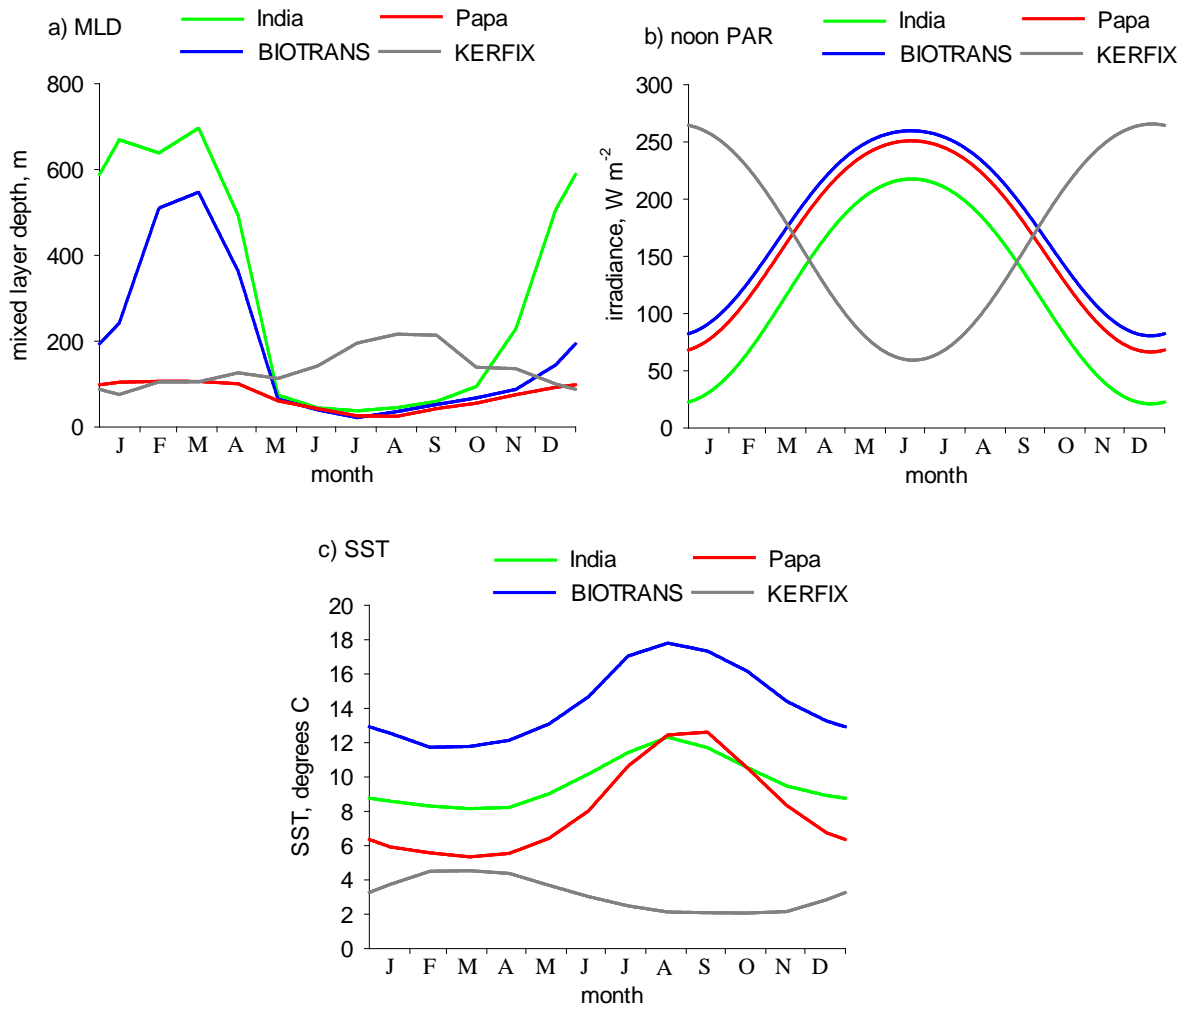 a) MLD
India
Papa
BIOTRANS
KERFIX
mixed layer depth, m
800
600
400
200
0
J F M A M J J A S O N D
month
b) noon PAR
India
Papa
BIOTRANS
KERFIX
irradiance, W m-2
300
250
200
150
100
50
0
J F M A M J J A S O N D
month
c) SST
India
Papa
BIOTRANS
KERFIX
SST, degrees C
20
18
16
14
12
10
8
6
4
2
0
J F M A M J J A S O N D
month